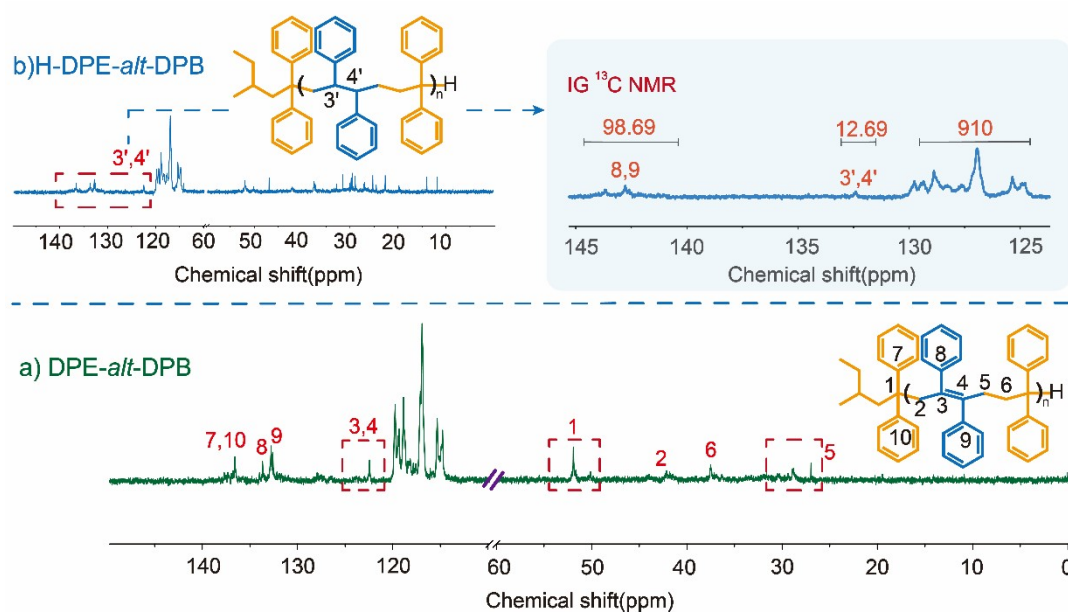 b)H-DPE-alt-DPB
4'
3'
n
H
3',4'
140 130 120 60 50 40 30 20 10
Chemical shift(ppm)
IG ¹³C NMR
98.69 12.69 910
8,9 3',4'
145 140 135 130 125
Chemical shift(ppm)
a) DPE-alt-DPB
7 8
1 4 5 6
2 3
n
H
10 9
7,10 8 9 3,4 1 2 6 5
140 130 120 60 50 40 30 20 10 0
Chemical shift(ppm)